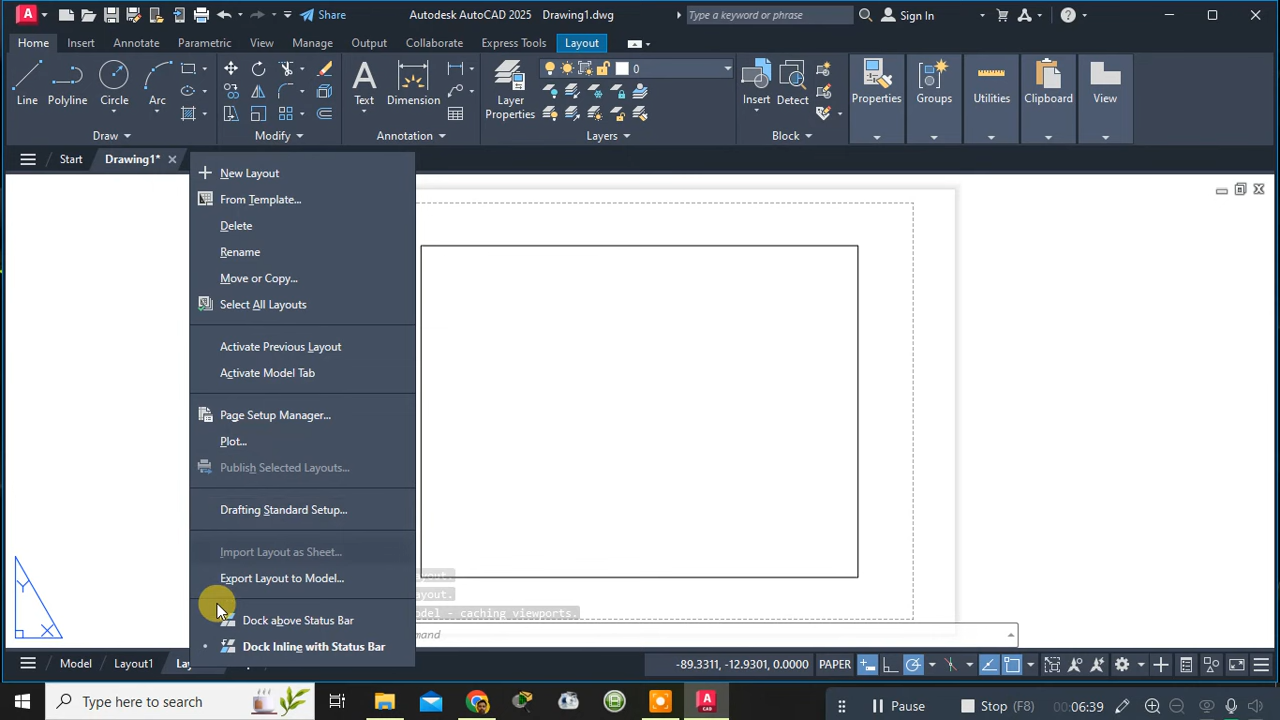 Share
Autodesk AutoCAD 2025 Drawing1.dwg
Type a keyword or phrase
Sign In
Home Insert Annotate Parametric View Manage Output Collaborate Express Tools Layout
Line Polyline Circle Arc
Text Dimension
Layer Properties
0
Insert Detect
Properties Groups Utilities Clipboard View
Draw Modify Annotation Layers Block
Start Drawing1*
New Layout
From Template...
Delete
Rename
Move or Copy...
Select All Layouts
Activate Previous Layout
Activate Model Tab
Page Setup Manager...
Plot...
Publish Selected Layouts...
Drafting Standard Setup...
Import Layout as Sheet...
Export Layout to Model...
Dock above Status Bar
Dock Inline with Status Bar
Y
X
caching viewports.
Model Layout1
-89.3311, -12.9301, 0.0000 PAPER
Type here to search
Pause Stop (F8) 00:06:39